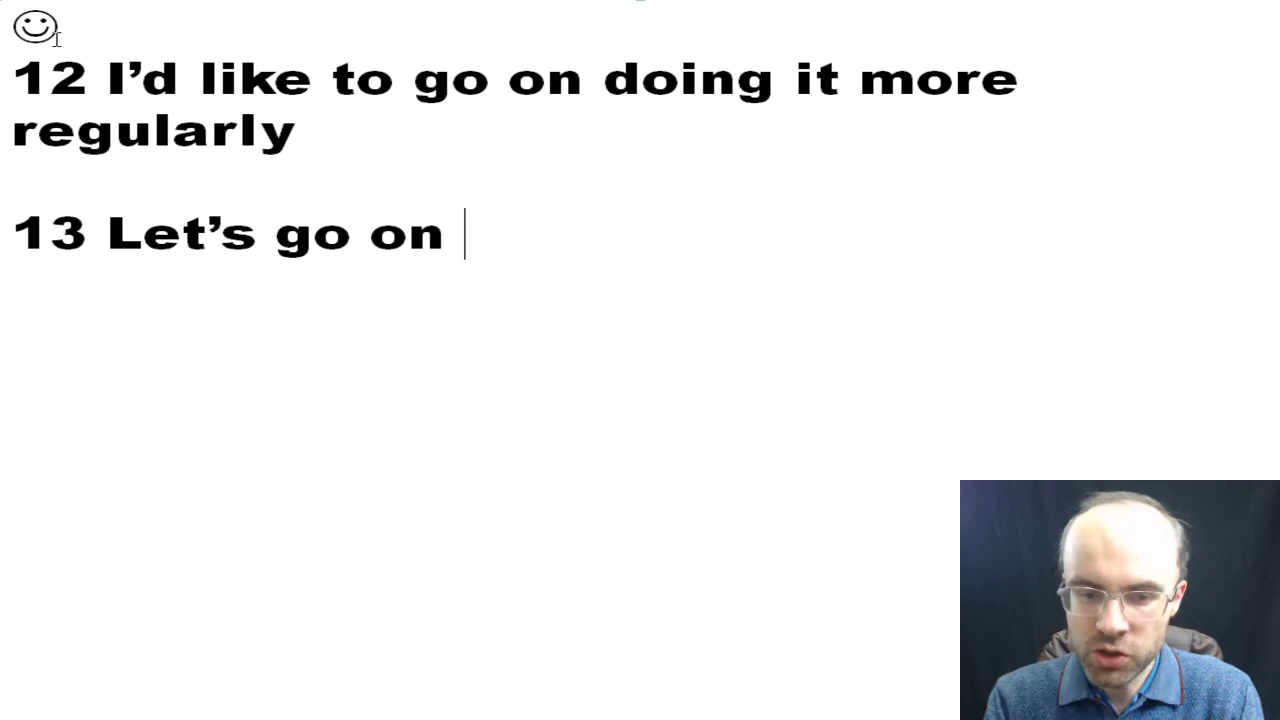 12 I’d like to go on doing it more
regularly
13 Let’s go on